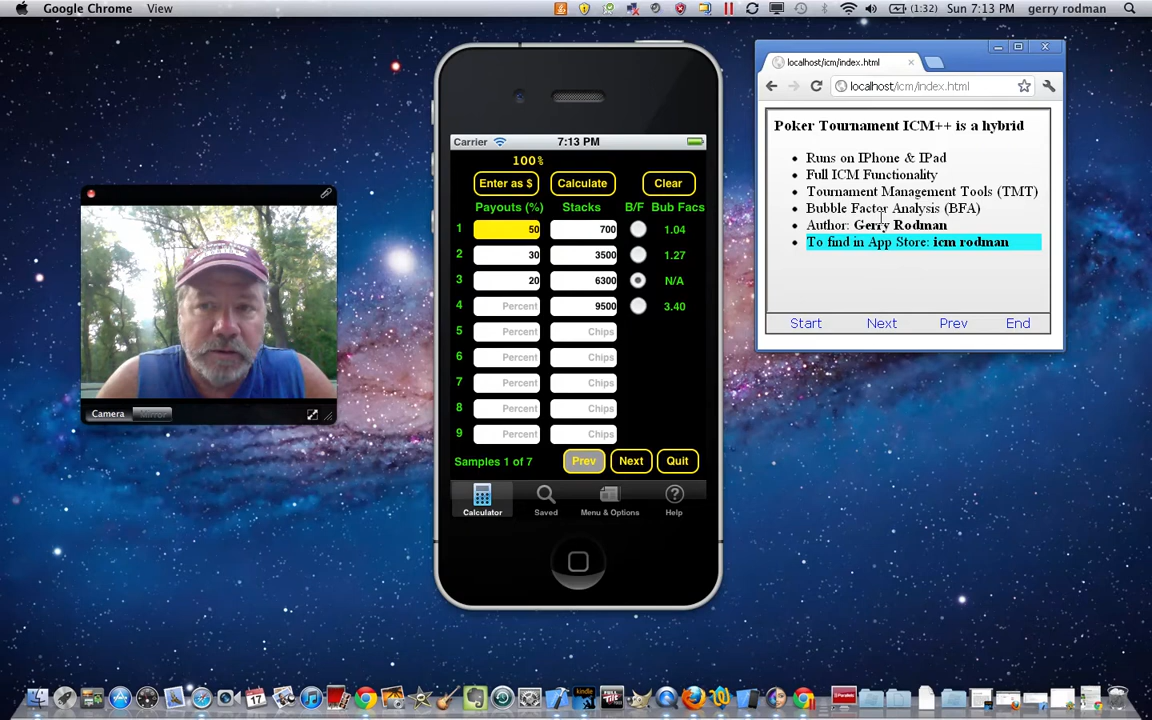 Google Chrome View
(1:32) Sun 7:13 PM gerry rodman
Carrier 7:13 PM
100%
Enter as $ Calculate Clear
Payouts (%) Stacks B/F Bub Facs
1 50 700 1.04
2 30 3500 1.27
3 20 6300 N/A
4 Percent 9500 3.40
5 Percent Chips
6 Percent Chips
7 Percent Chips
8 Percent Chips
9 Percent Chips
Samples 1 of 7 Prev Next Quit
Calculator Saved Menu & Options Help
Camera Mirror
localhost/icm/index.html
localhost/icm/index.html
Poker Tournament ICM++ is a hybrid
• Runs on IPhone & IPad
• Full ICM Functionality
• Tournament Management Tools (TMT)
• Bubble Factor Analysis (BFA)
• Author: Gerry Rodman
• To find in App Store: icm rodman
Start Next Prev End
17
kindle
FULL TILT